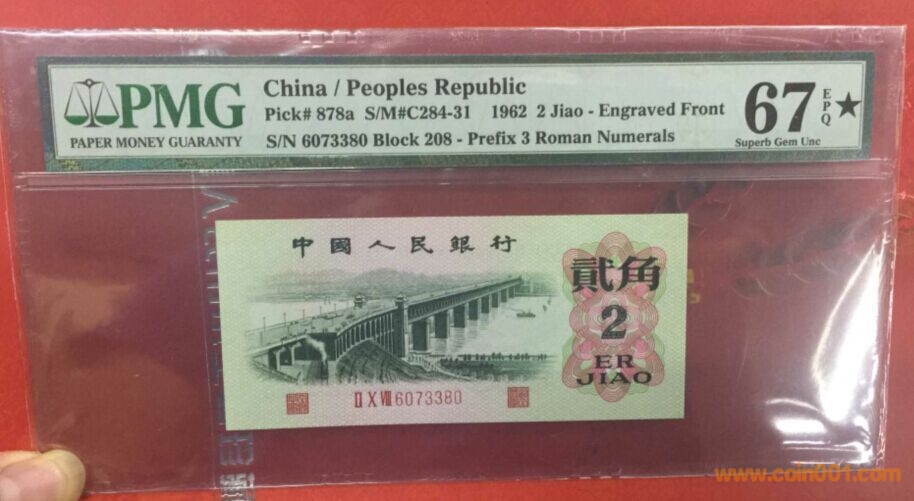 PMG
PAPER MONEY GUARANTY
China / Peoples Republic
Pick# 878a S/M#C284-31 1962 2 Jiao - Engraved Front
S/N 6073380 Block 208 - Prefix 3 Roman Numerals
67 EPQ ★
Superb Gem Unc
中國人民銀行
貳角
2
ER
JIAO
Ⅱ Ⅹ Ⅷ 6073380
www.coin001.com